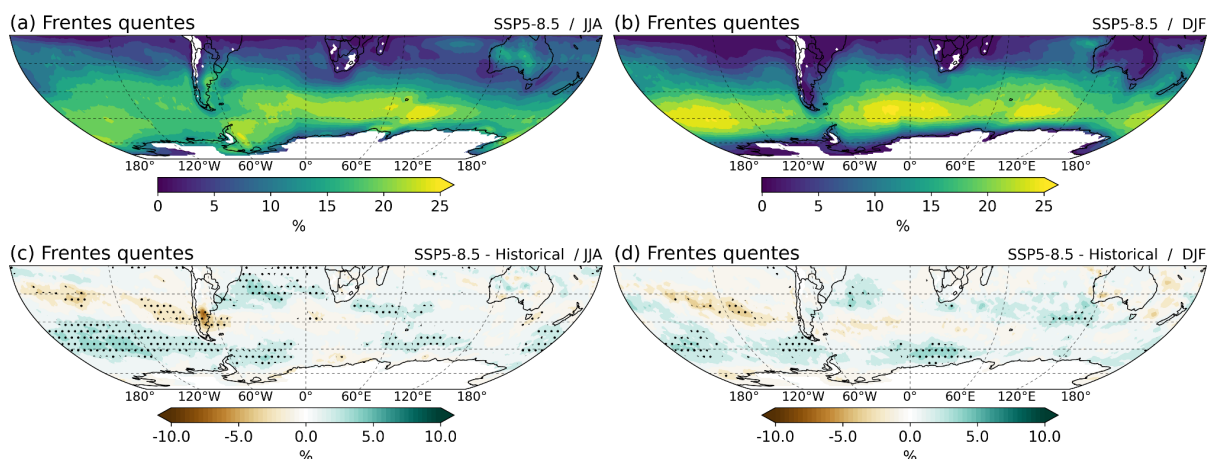 (a) Frentes quentes
SSP5-8.5 / JJA
180° 120°W 60°W 0° 60°E 120°E 180°
0 5 10 15 20 25
%
(b) Frentes quentes
SSP5-8.5 / DJF
180° 120°W 60°W 0° 60°E 120°E 180°
0 5 10 15 20 25
%
(c) Frentes quentes
SSP5-8.5 - Historical / JJA
180° 120°W 60°W 0° 60°E 120°E 180°
-10.0 -5.0 0.0 5.0 10.0
%
(d) Frentes quentes
SSP5-8.5 - Historical / DJF
180° 120°W 60°W 0° 60°E 120°E 180°
-10.0 -5.0 0.0 5.0 10.0
%